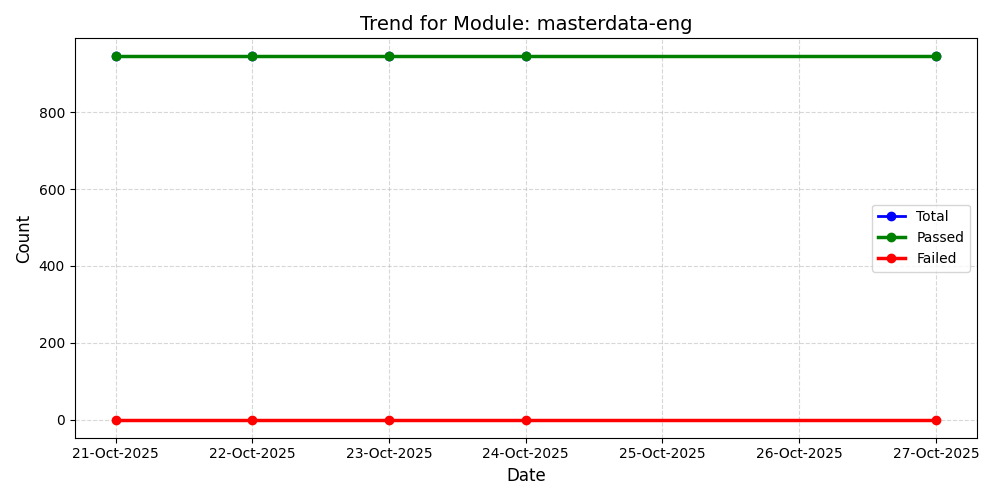 Trend for Module: masterdata-eng
Count
800
600
400
200
0
Total
Passed
Failed
21-Oct-2025 22-Oct-2025 23-Oct-2025 24-Oct-2025 25-Oct-2025 26-Oct-2025 27-Oct-2025
Date